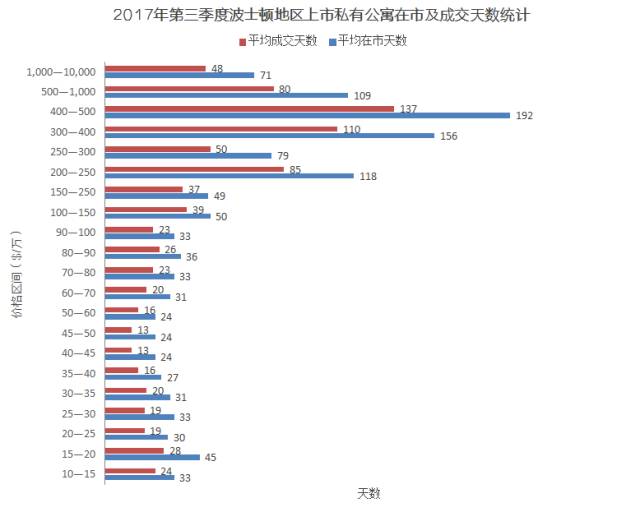 2017年第三季度波士顿地区上市私有公寓在市及成交天数统计
平均成交天数 平均在市天数
1,000—10,000 48 71
500—1,000 80 109
400—500 137 192
300—400 110 156
250—300 50 79
200—250 85 118
150—250 37 49
100—150 39 50
90—100 23 33
80—90 26 36
70—80 23 33
60—70 20 31
50—60 16 24
45—50 13 24
40—45 13 24
35—40 16 27
30—35 20 31
25—30 19 33
20—25 19 30
15—20 28 45
10—15 24 33
价格区间（$/万）
天数